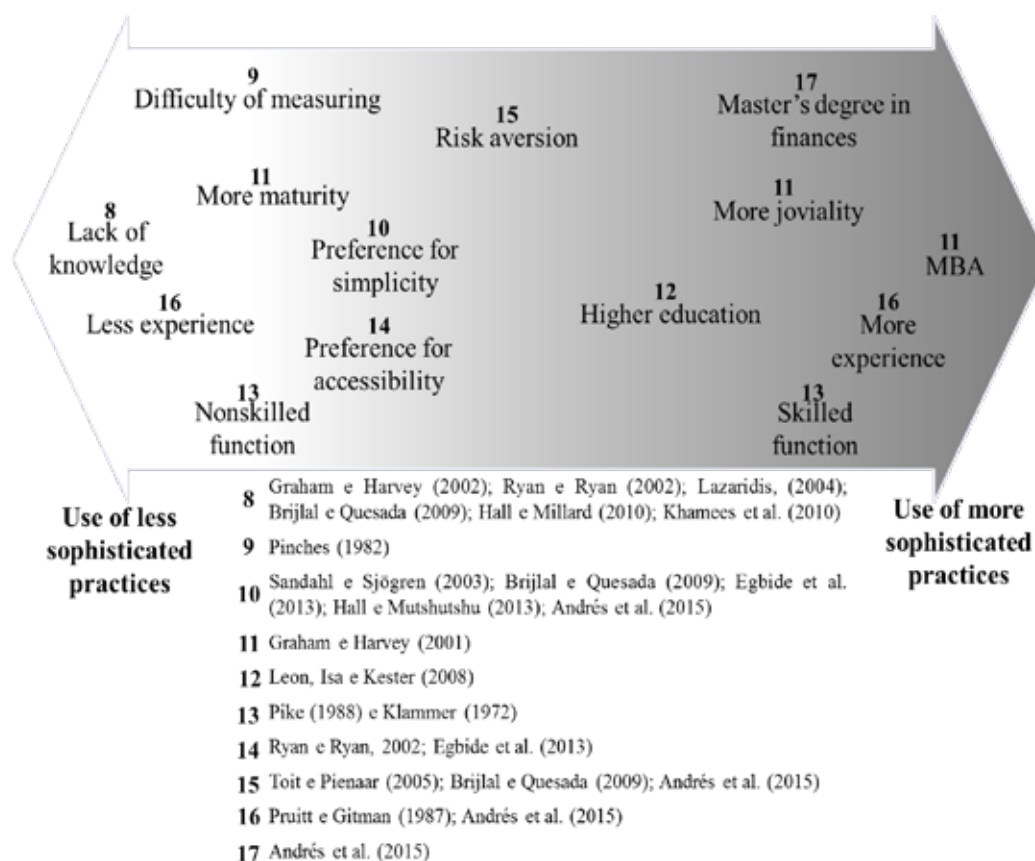 9
Difficulty of measuring
17
Master's degree in
finances
15
Risk aversion
11
More maturity
11
More joviality
8
Lack of
knowledge
10
Preference for
simplicity
11
MBA
16
Less experience
12
Higher education
16
More
experience
14
Preference for
accessibility
13
Nonskilled
function
13
Skilled
function
Use of less
sophisticated
practices
8 Graham e Harvey (2002); Ryan e Ryan (2002); Lazaridis, (2004);
Brijlal e Quesada (2009); Hall e Millard (2010); Khamees et al. (2010)
9 Pinches (1982)
10 Sandahl e Sjögren (2003); Brijlal e Quesada (2009); Egbide et al.
(2013); Hall e Mutshutshu (2013); Andrés et al. (2015)
11 Graham e Harvey (2001)
12 Leon, Isa e Kester (2008)
13 Pike (1988) e Klammer (1972)
14 Ryan e Ryan, 2002; Egbide et al. (2013)
15 Toit e Pienaar (2005); Brijlal e Quesada (2009); Andrés et al. (2015)
16 Pruitt e Gitman (1987); Andrés et al. (2015)
17 Andrés et al. (2015)
Use of more
sophisticated
practices